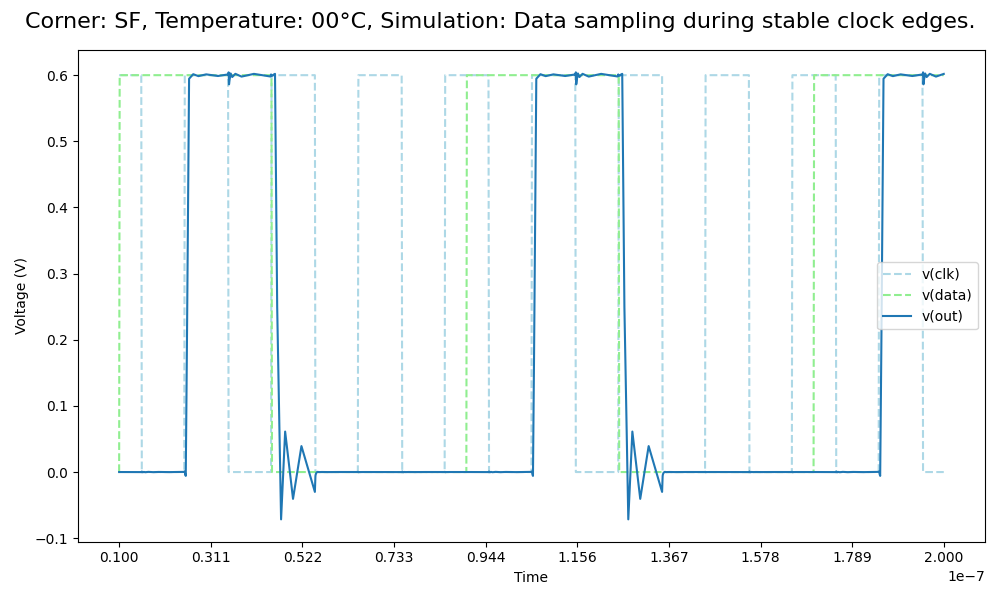 Corner: SF, Temperature: 00°C, Simulation: Data sampling during stable clock edges.
0.6
0.5
0.4
0.3
0.2
0.1
0.0
−0.1
Voltage (V)
v(clk)
v(data)
v(out)
0.100 0.311 0.522 0.733 0.944 1.156 1.367 1.578 1.789 2.000
Time
1e−7